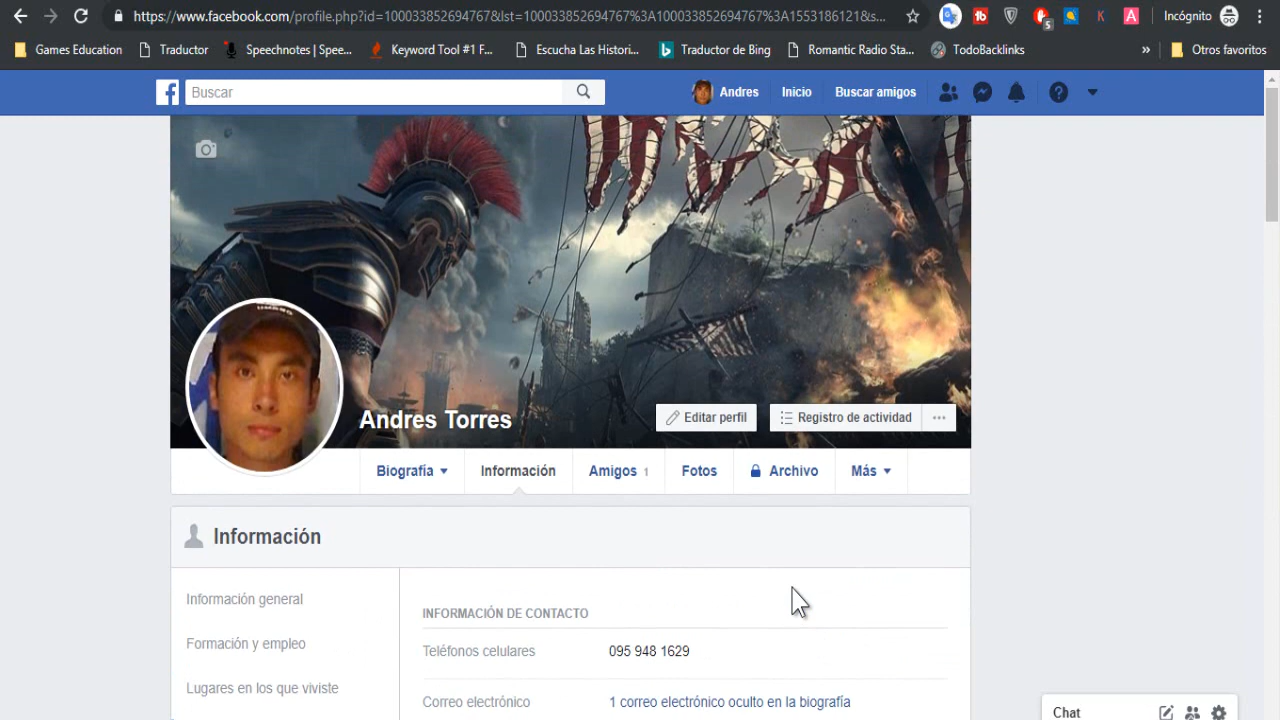 https://www.facebook.com/profile.php?id=100033852694767&lst=100033852694767%3A100033852694767%3A1553186121&s...
Incógnito
5
Games Education
Traductor
Speechnotes | Spee...
Keyword Tool #1 F...
Escucha Las Histori...
Traductor de Bing
Romantic Radio Sta...
TodoBacklinks
»
Otros favoritos
Buscar
Andres
Inicio
Buscar amigos
Andres Torres
Editar perfil
Registro de actividad
Biografía
Información
Amigos 1
Fotos
Archivo
Más
Información
Información general
Formación y empleo
Lugares en los que viviste
INFORMACIÓN DE CONTACTO
Teléfonos celulares 095 948 1629
Correo electrónico 1 correo electrónico oculto en la biografía
Chat